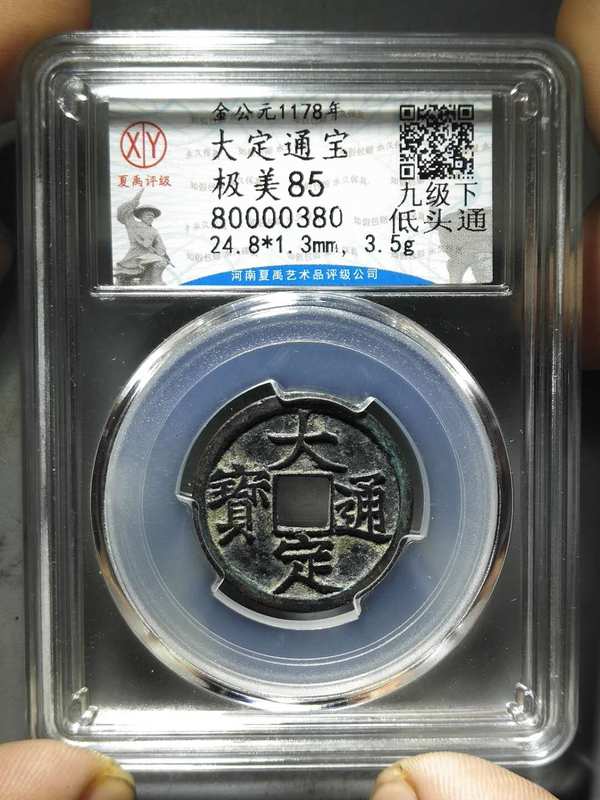 金公元1178年
XY
夏禹评级
大定通宝
极美85
80000380
24.8*1.3mm, 3.5g
九级下
低头通
河南夏禹艺术品评级公司
大
定
通
寳